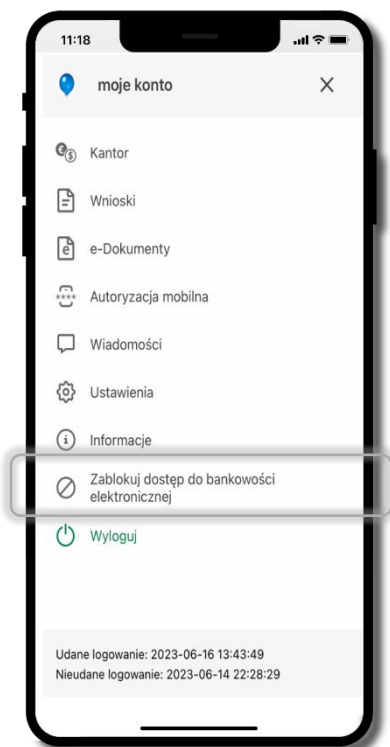 11:18
moje konto
Kantor
Wnioski
e-Dokumenty
Autoryzacja mobilna
Wiadomości
Ustawienia
Informacje
Zablokuj dostęp do bankowości
elektronicznej
Wyloguj
Udane logowanie: 2023-06-16 13:43:49
Nieudane logowanie: 2023-06-14 22:28:29